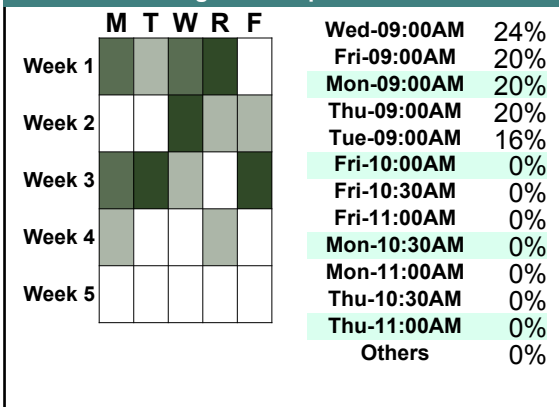 M T W R F
Week 1
Week 2
Week 3
Week 4
Week 5
Wed-09:00AM 24%
Fri-09:00AM 20%
Mon-09:00AM 20%
Thu-09:00AM 20%
Tue-09:00AM 16%
Fri-10:00AM 0%
Fri-10:30AM 0%
Fri-11:00AM 0%
Mon-10:30AM 0%
Mon-11:00AM 0%
Thu-10:30AM 0%
Thu-11:00AM 0%
Others 0%